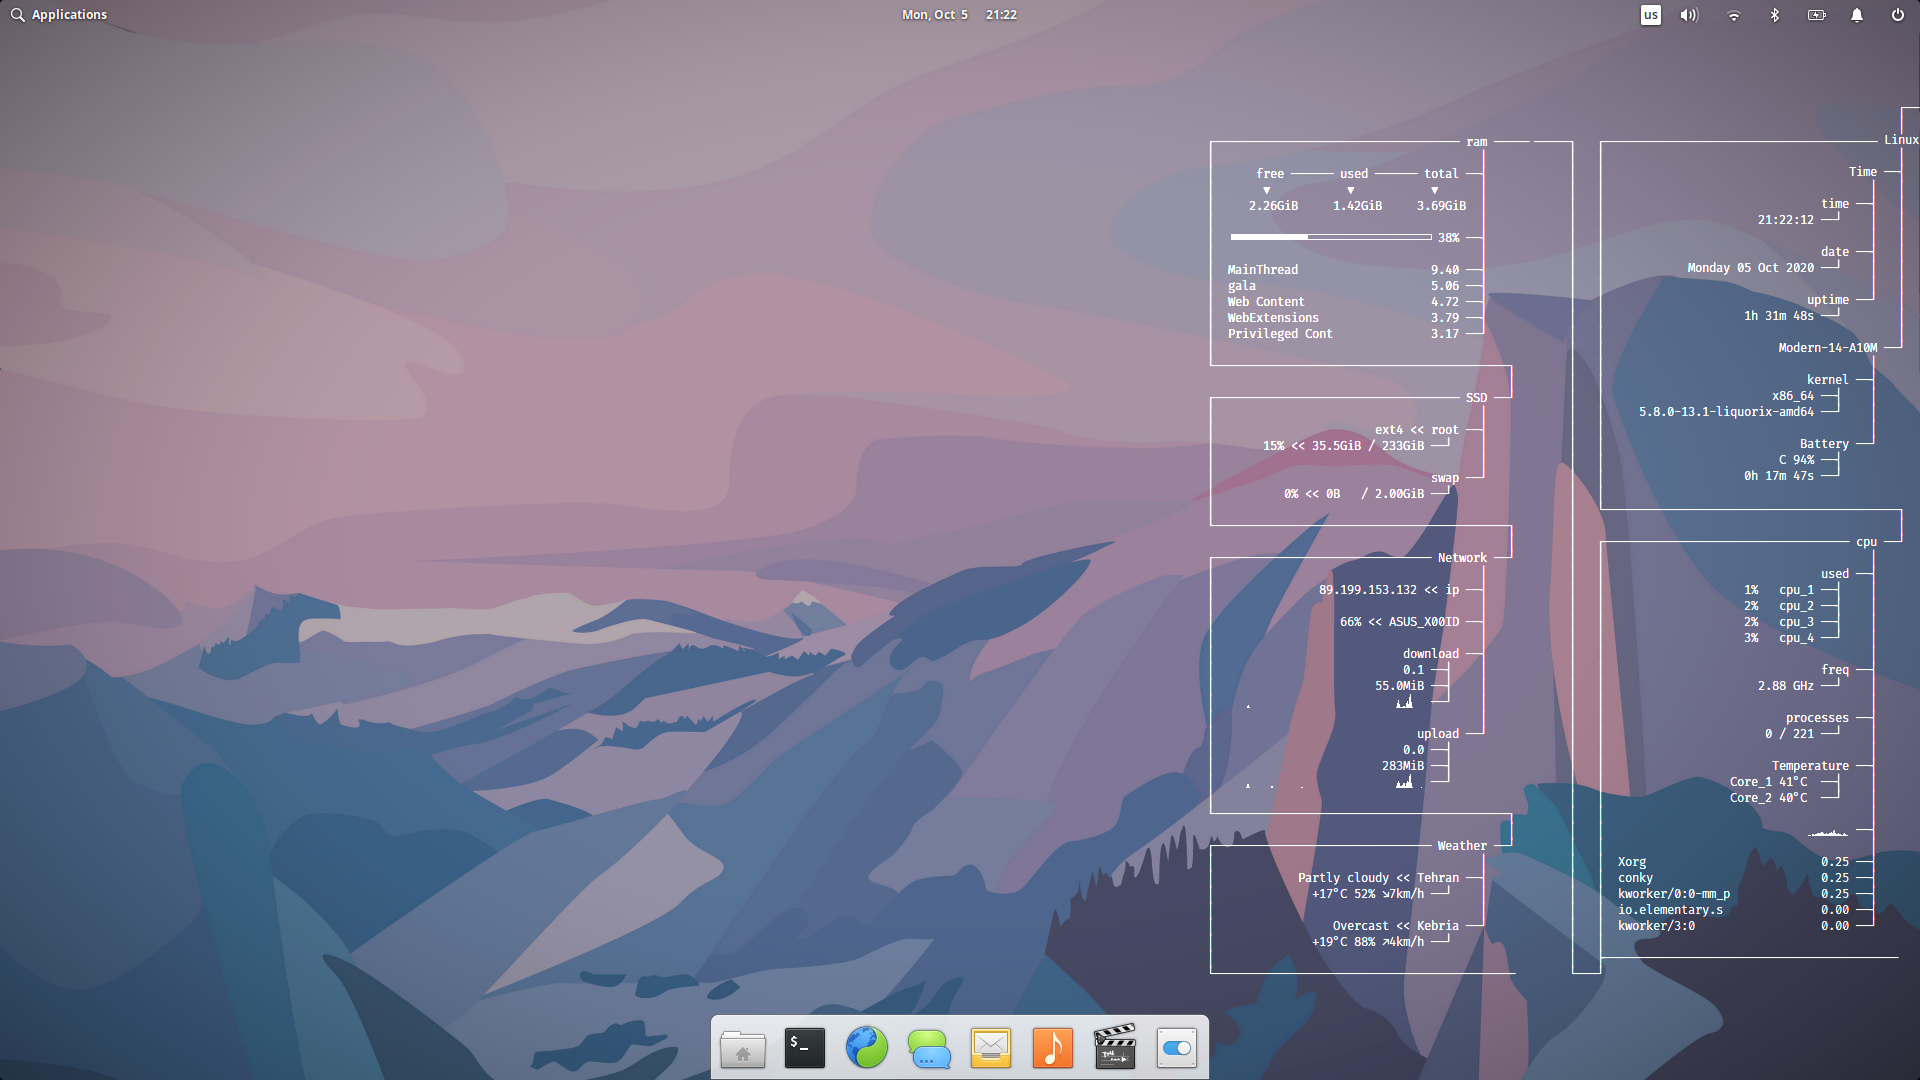 Applications
Mon, Oct 5 21:22
us
ram
free used total
▼ ▼ ▼
2.26GiB 1.42GiB 3.69GiB
38%
MainThread 9.40
gala 5.06
Web Content 4.72
WebExtensions 3.79
Privileged Cont 3.17
SSD
ext4 << root
15% << 35.5GiB / 233GiB
swap
0% << 0B / 2.00GiB
Network
89.199.153.132 << ip
66% << ASUS_X00ID
download
0.1
55.0MiB
upload
0.0
283MiB
Weather
Partly cloudy << Tehran
+17°C 52% ↘7km/h
Overcast << Kebria
+19°C 88% ↗4km/h
Linux
Time
time
21:22:12
date
Monday 05 Oct 2020
uptime
1h 31m 48s
Modern-14-A10M
kernel
x86_64
5.8.0-13.1-liquorix-amd64
Battery
C 94%
0h 17m 47s
cpu
used
1% cpu_1
2% cpu_2
2% cpu_3
3% cpu_4
freq
2.88 GHz
processes
0 / 221
Temperature
Core_1 41°C
Core_2 40°C
Xorg 0.25
conky 0.25
kworker/0:0-mm_p 0.25
io.elementary.s 0.00
kworker/3:0 0.00
$_